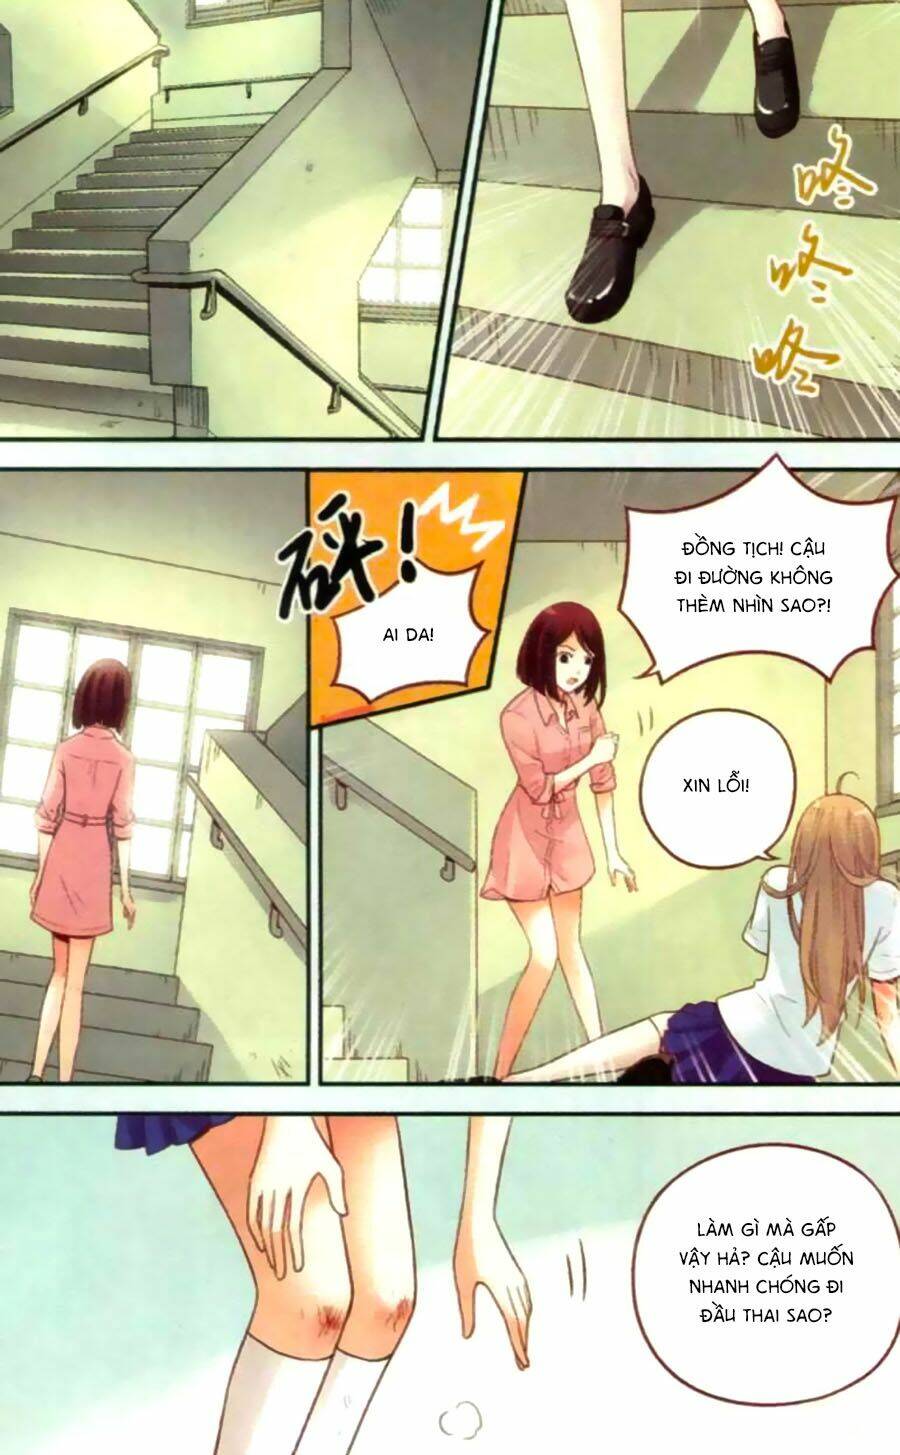 咚
咚
咚
砰!
AI DA!
ĐỒNG TỊCH! CẬU
ĐI ĐƯỜNG KHÔNG
THÈM NHÌN SAO?!
XIN LỖI!
LÀM GÌ MÀ GẤP
VẬY HẢ? CẬU MUỐN
NHANH CHÓNG ĐI
ĐẦU THAI SAO?